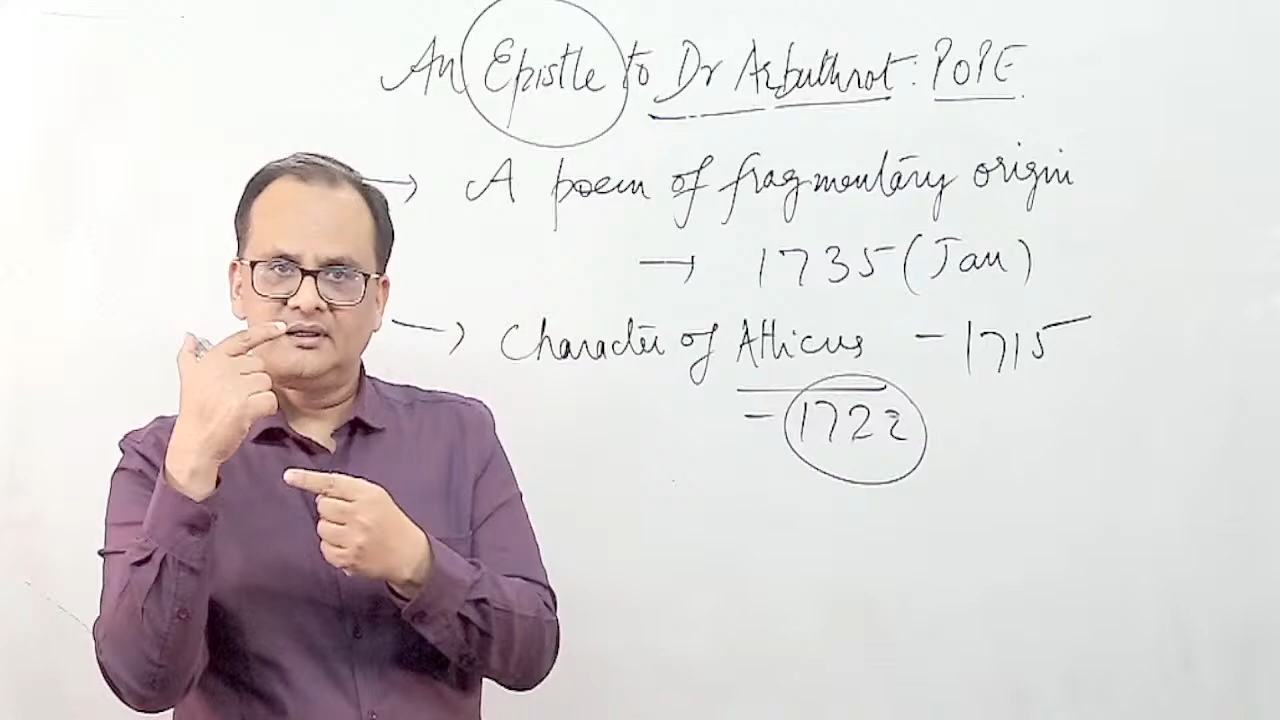 An Epistle to Dr Arbuthnot: POPE
→ A poem of fragmentary origin
→ 1735 (Jan)
→ Character of Atticus - 1715
- 1722